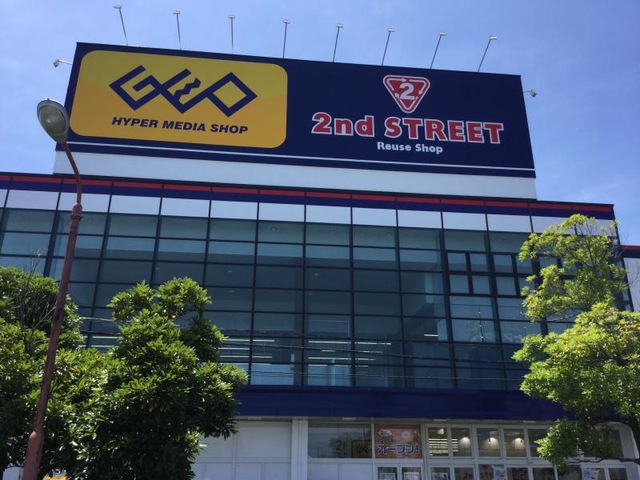 GEO
HYPER MEDIA SHOP
2
2nd STREET
Reuse Shop
オープン!